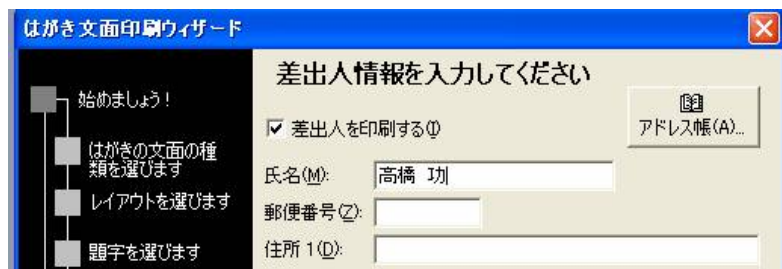 はがき文面印刷ウィザード
始めましょう!
はがきの文面の種
類を選びます
レイアウトを選びます
題字を選びます
差出人情報を入力してください
差出人を印刷する(I)
アドレス帳(A)...
氏名(M):
高橋 功
郵便番号(Z):
住所 1(D):